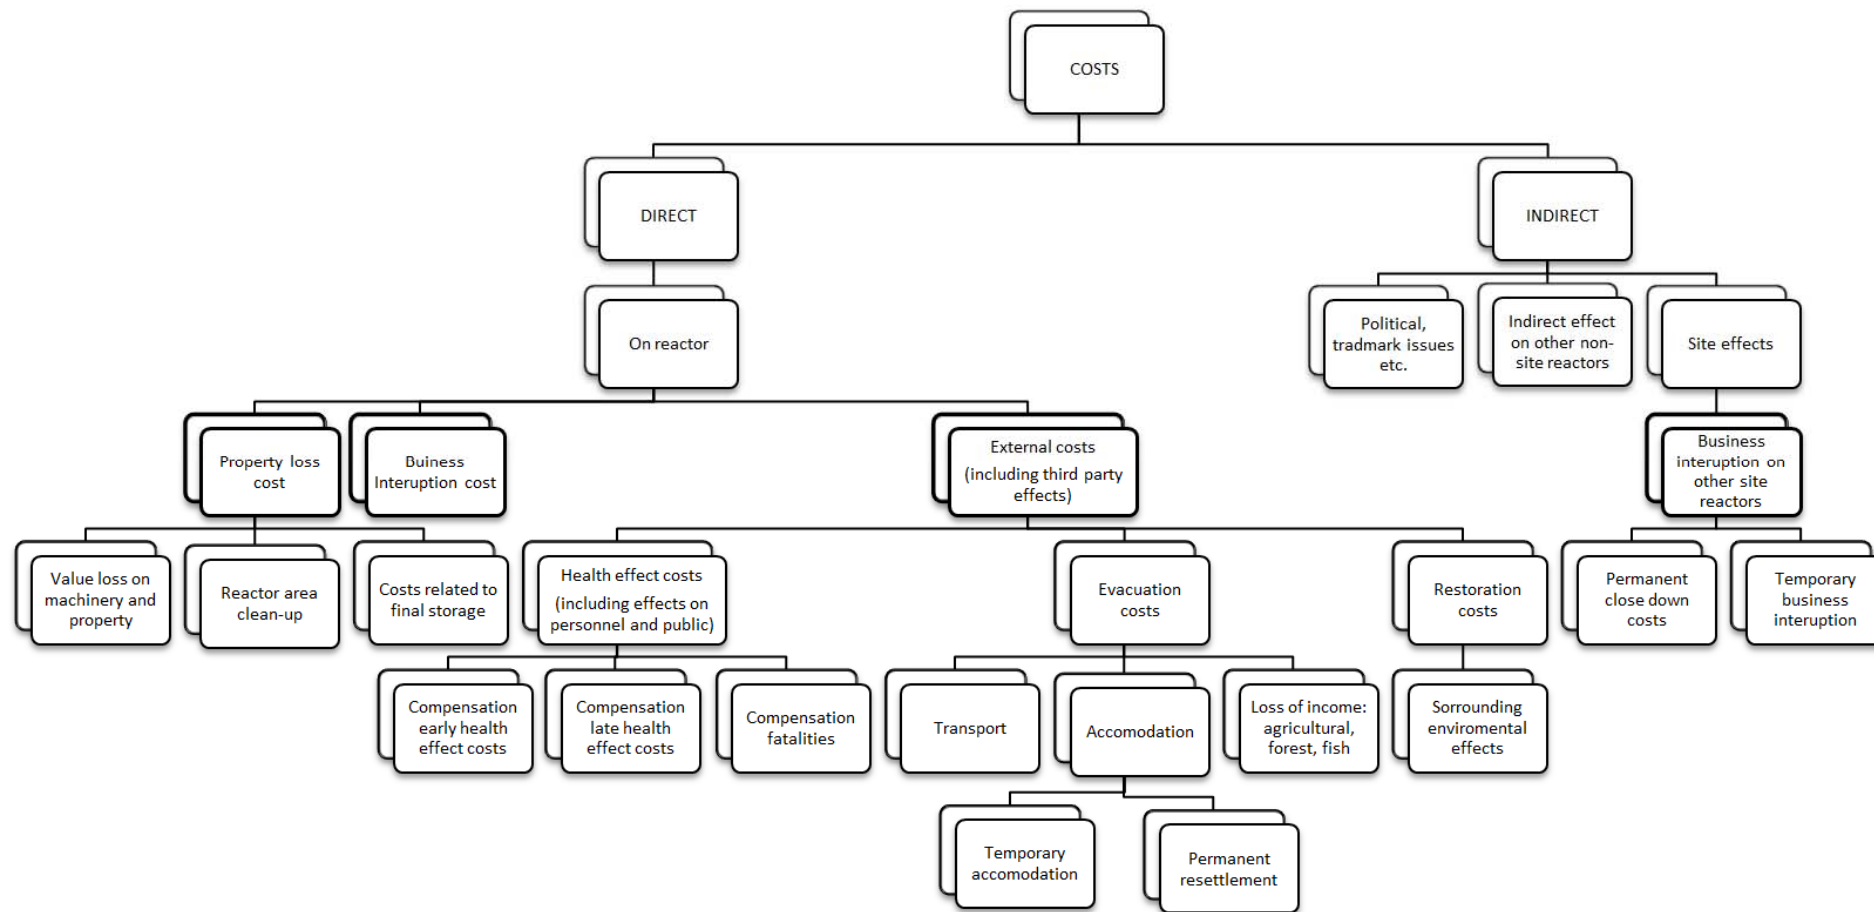 COSTS
DIRECT
INDIRECT
On reactor
Political,
tradmark issues
etc.
Indirect effect
on other non-
site reactors
Site effects
Property loss
cost
Buiness
Interuption cost
External costs
(including third party
effects)
Business
interuption on
other site
reactors
Value loss on
machinery and
property
Reactor area
clean-up
Costs related to
final storage
Health effect costs
(including effects on
personnel and public)
Evacuation
costs
Restoration
costs
Permanent
close down
costs
Temporary
business
interuption
Compensation
early health
effect costs
Compensation
late health
effect costs
Compensation
fatalities
Transport
Accomodation
Loss of income:
agricultural,
forest, fish
Sorrounding
enviromental
effects
Temporary
accomodation
Permanent
resettlement